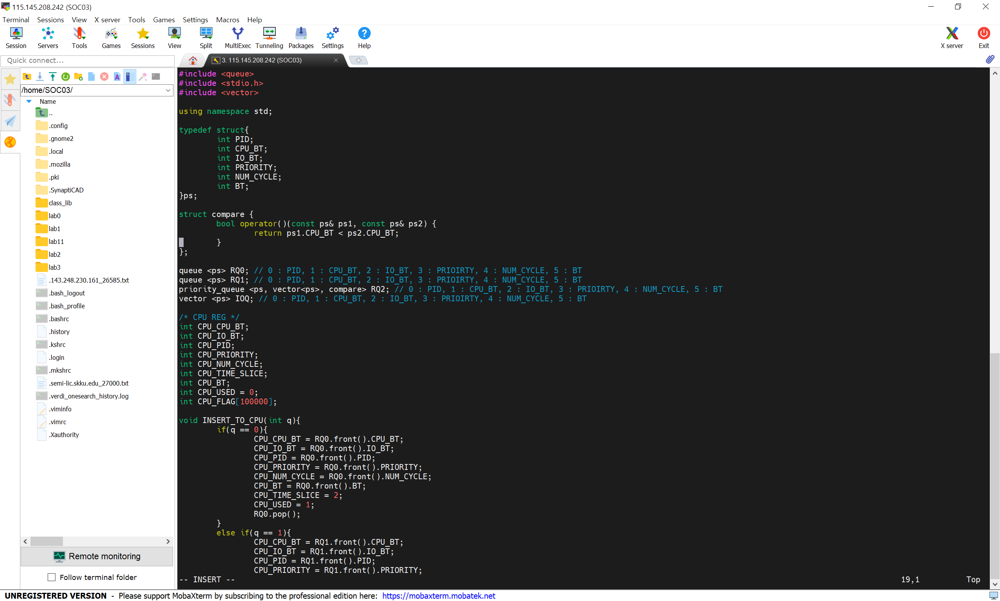 115.145.208.242 (SOC03)
Terminal Sessions View X server Tools Games Settings Macros Help
Session Servers Tools Games Sessions View Split MultiExec Tunneling Packages Settings Help X server Exit
Quick connect...
3. 115.145.208.242 (SOC03)
/home/SOC03/
Name
..
.config
.gnome2
.local
.mozilla
.pki
.SynaptiCAD
class_lib
lab0
lab1
lab11
lab2
lab3
.143.248.230.161_26585.txt
.bash_logout
.bash_profile
.bashrc
.history
.kshrc
.login
.mkshrc
.semi-lic.skku.edu_27000.txt
.verdi_onesearch_history.log
.viminfo
.vimrc
.Xauthority
Remote monitoring
Follow terminal folder
#include <queue>
#include <stdio.h>
#include <vector>
using namespace std;
typedef struct{
int PID;
int CPU_BT;
int IO_BT;
int PRIORITY;
int NUM_CYCLE;
int BT;
}ps;
struct compare {
bool operator()(const ps& ps1, const ps& ps2) {
return ps1.CPU_BT < ps2.CPU_BT;
}
};
queue <ps> RQ0; // 0 : PID, 1 : CPU_BT, 2 : IO_BT, 3 : PRIOIRTY, 4 : NUM_CYCLE, 5 : BT
queue <ps> RQ1; // 0 : PID, 1 : CPU_BT, 2 : IO_BT, 3 : PRIOIRTY, 4 : NUM_CYCLE, 5 : BT
priority_queue <ps, vector<ps>, compare> RQ2; // 0 : PID, 1 : CPU_BT, 2 : IO_BT, 3 : PRIOIRTY, 4 : NUM_CYCLE, 5 : BT
vector <ps> IOQ; // 0 : PID, 1 : CPU_BT, 2 : IO_BT, 3 : PRIOIRTY, 4 : NUM_CYCLE, 5 : BT
/* CPU REG */
int CPU_CPU_BT;
int CPU_IO_BT;
int CPU_PID;
int CPU_PRIORITY;
int CPU_NUM_CYCLE;
int CPU_TIME_SLICE;
int CPU_BT;
int CPU_USED = 0;
int CPU_FLAG[100000];
void INSERT_TO_CPU(int q){
if(q == 0){
CPU_CPU_BT = RQ0.front().CPU_BT;
CPU_IO_BT = RQ0.front().IO_BT;
CPU_PID = RQ0.front().PID;
CPU_PRIORITY = RQ0.front().PRIORITY;
CPU_NUM_CYCLE = RQ0.front().NUM_CYCLE;
CPU_BT = RQ0.front().BT;
CPU_TIME_SLICE = 2;
CPU_USED = 1;
RQ0.pop();
}
else if(q == 1){
CPU_CPU_BT = RQ1.front().CPU_BT;
CPU_IO_BT = RQ1.front().IO_BT;
CPU_PID = RQ1.front().PID;
CPU_PRIORITY = RQ1.front().PRIORITY;
-- INSERT -- 19,1 Top
UNREGISTERED VERSION - Please support MobaXterm by subscribing to the professional edition here: https://mobaxterm.mobatek.net